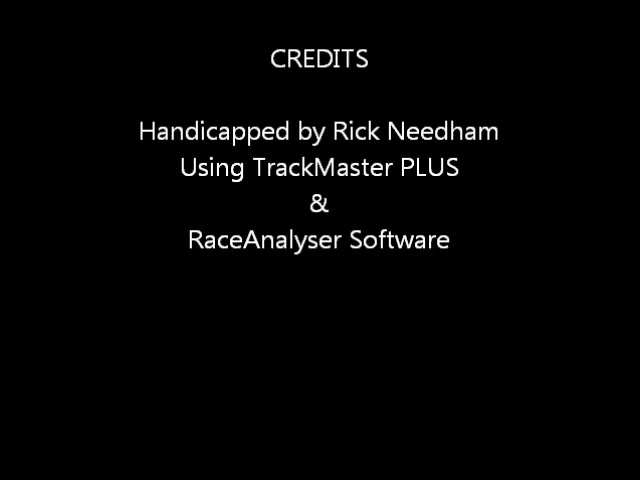 CREDITS
Handicapped by Rick Needham
Using TrackMaster PLUS
&
RaceAnalyser Software